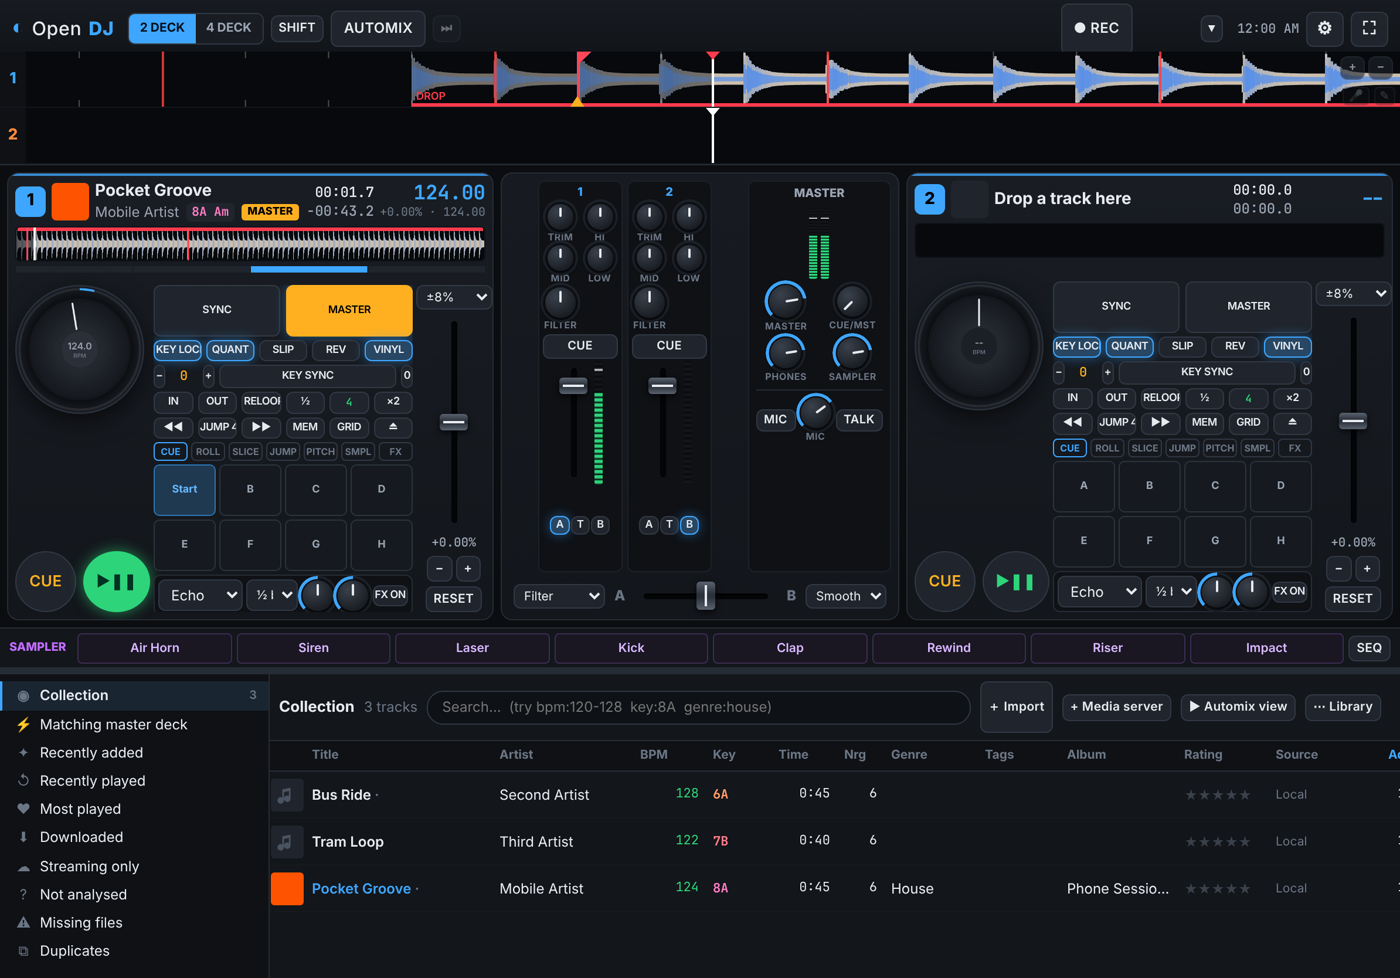 Open DJ 2 DECK 4 DECK SHIFT AUTOMIX ⏭ ● REC ▼ 12:00 AM
1
DROP
2
1 Pocket Groove 00:01.7 124.00
Mobile Artist 8A Am MASTER -00:43.2 +0.00% · 124.00
SYNC MASTER ±8%
124.0
BPM
KEY LOC QUANT SLIP REV VINYL
− 0 + KEY SYNC 0
IN OUT RELOOP ½ 4 ×2
◀◀ JUMP 4 ▶▶ MEM GRID ⏏
CUE ROLL SLICE JUMP PITCH SMPL FX
Start B C D
E F G H
+0.00%
− +
CUE
Echo ½ FX ON RESET
1 2 MASTER
TRIM HI TRIM HI
MID LOW MID LOW
FILTER FILTER
MASTER CUE/MST
CUE CUE
PHONES SAMPLER
MIC TALK
MIC
A T B A T B
Filter A B Smooth
2 Drop a track here 00:00.0 --
00:00.0
SYNC MASTER ±8%
--
BPM
KEY LOC QUANT SLIP REV VINYL
− 0 + KEY SYNC 0
IN OUT RELOOP ½ 4 ×2
◀◀ JUMP 4 ▶▶ MEM GRID ⏏
CUE ROLL SLICE JUMP PITCH SMPL FX
A B C D
E F G H
+0.00%
− +
CUE
Echo ½ FX ON RESET
SAMPLER Air Horn Siren Laser Kick Clap Rewind Riser Impact SEQ
Collection 3
Matching master deck
Recently added
Recently played
Most played
Downloaded
Streaming only
? Not analysed
Missing files
Duplicates
Collection 3 tracks Search... (try bpm:120-128 key:8A genre:house) + Import + Media server ▶ Automix view ··· Library
Title Artist BPM Key Time Nrg Genre Tags Album Rating Source
Bus Ride · Second Artist 128 6A 0:45 6 ★★★★★ Local
Tram Loop Third Artist 122 7B 0:40 6 ★★★★★ Local
Pocket Groove · Mobile Artist 124 8A 0:45 6 House Phone Sessio... ★★★★★ Local